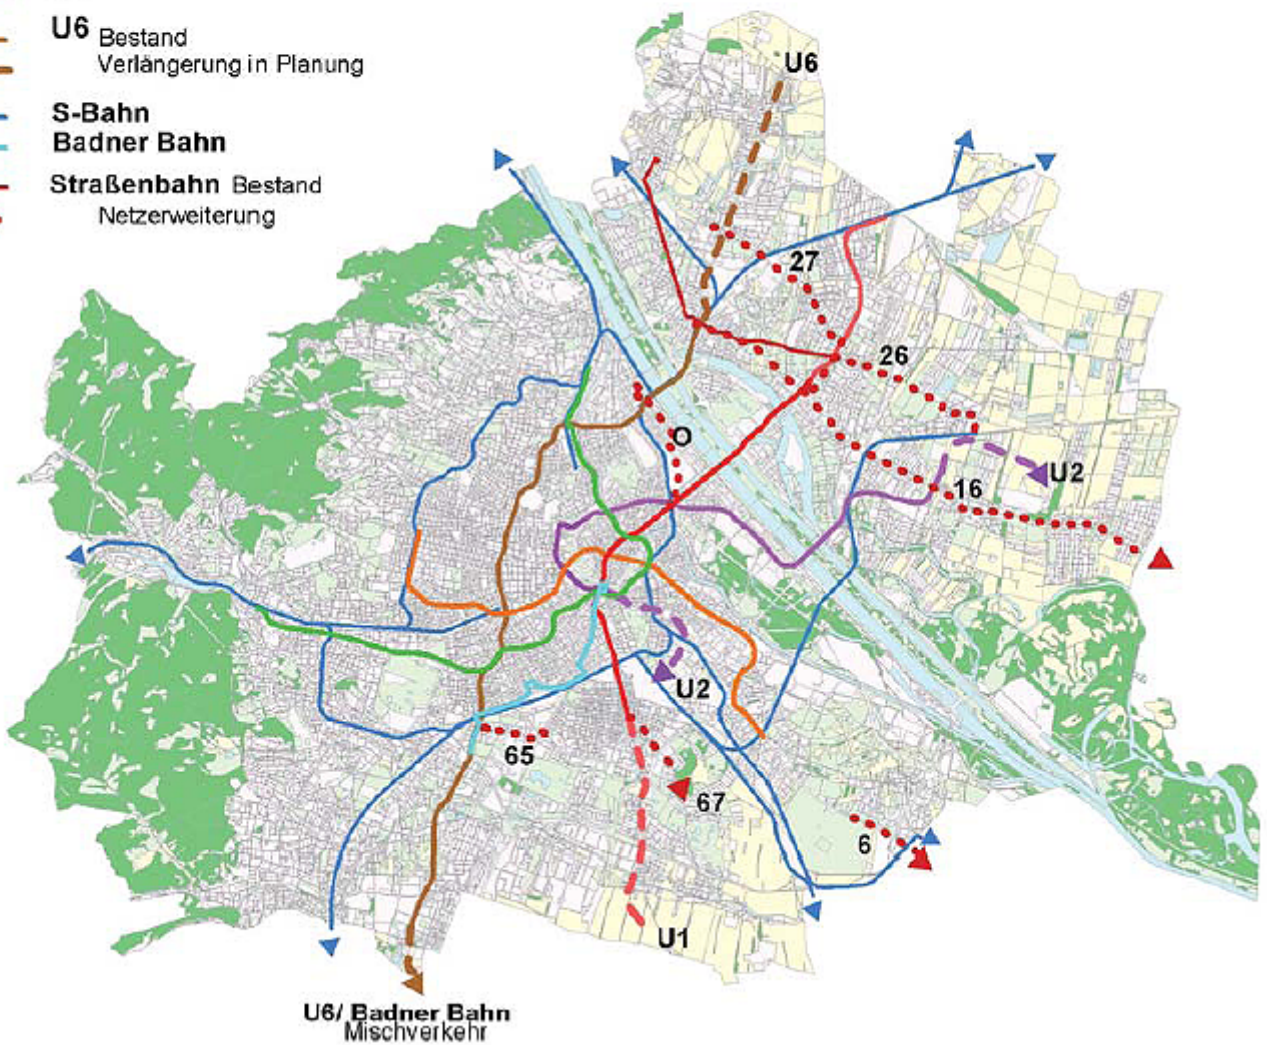 U6 Bestand
Verlängerung in Planung
S-Bahn
Badner Bahn
Straßenbahn Bestand
Netzerweiterung
U6
27
26
O
U2
16
U2
65
67
6
U1
U6/ Badner Bahn
Mischverkehr